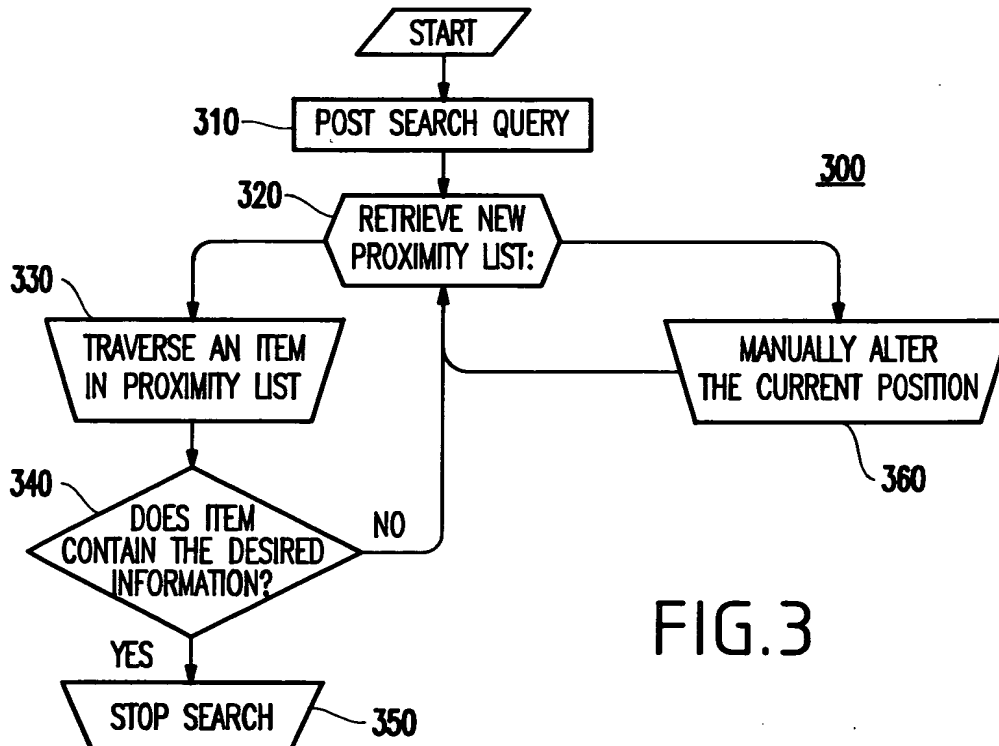 START
310
POST SEARCH QUERY
300
320
RETRIEVE NEW
PROXIMITY LIST:
330
TRAVERSE AN ITEM
IN PROXIMITY LIST
MANUALLY ALTER
THE CURRENT POSITION
360
340
DOES ITEM
CONTAIN THE DESIRED
INFORMATION?
NO
YES
STOP SEARCH
350
FIG.3